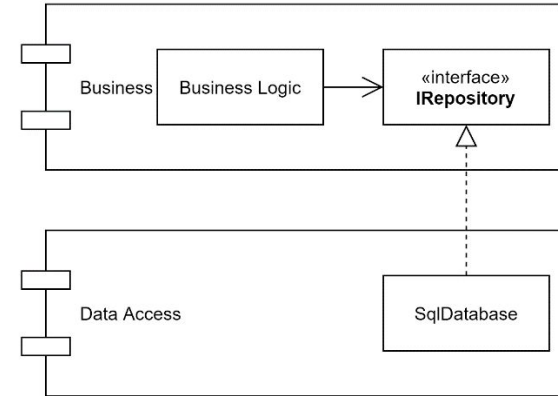 Business
Business Logic
«interface»
IRepository
Data Access
SqlDatabase